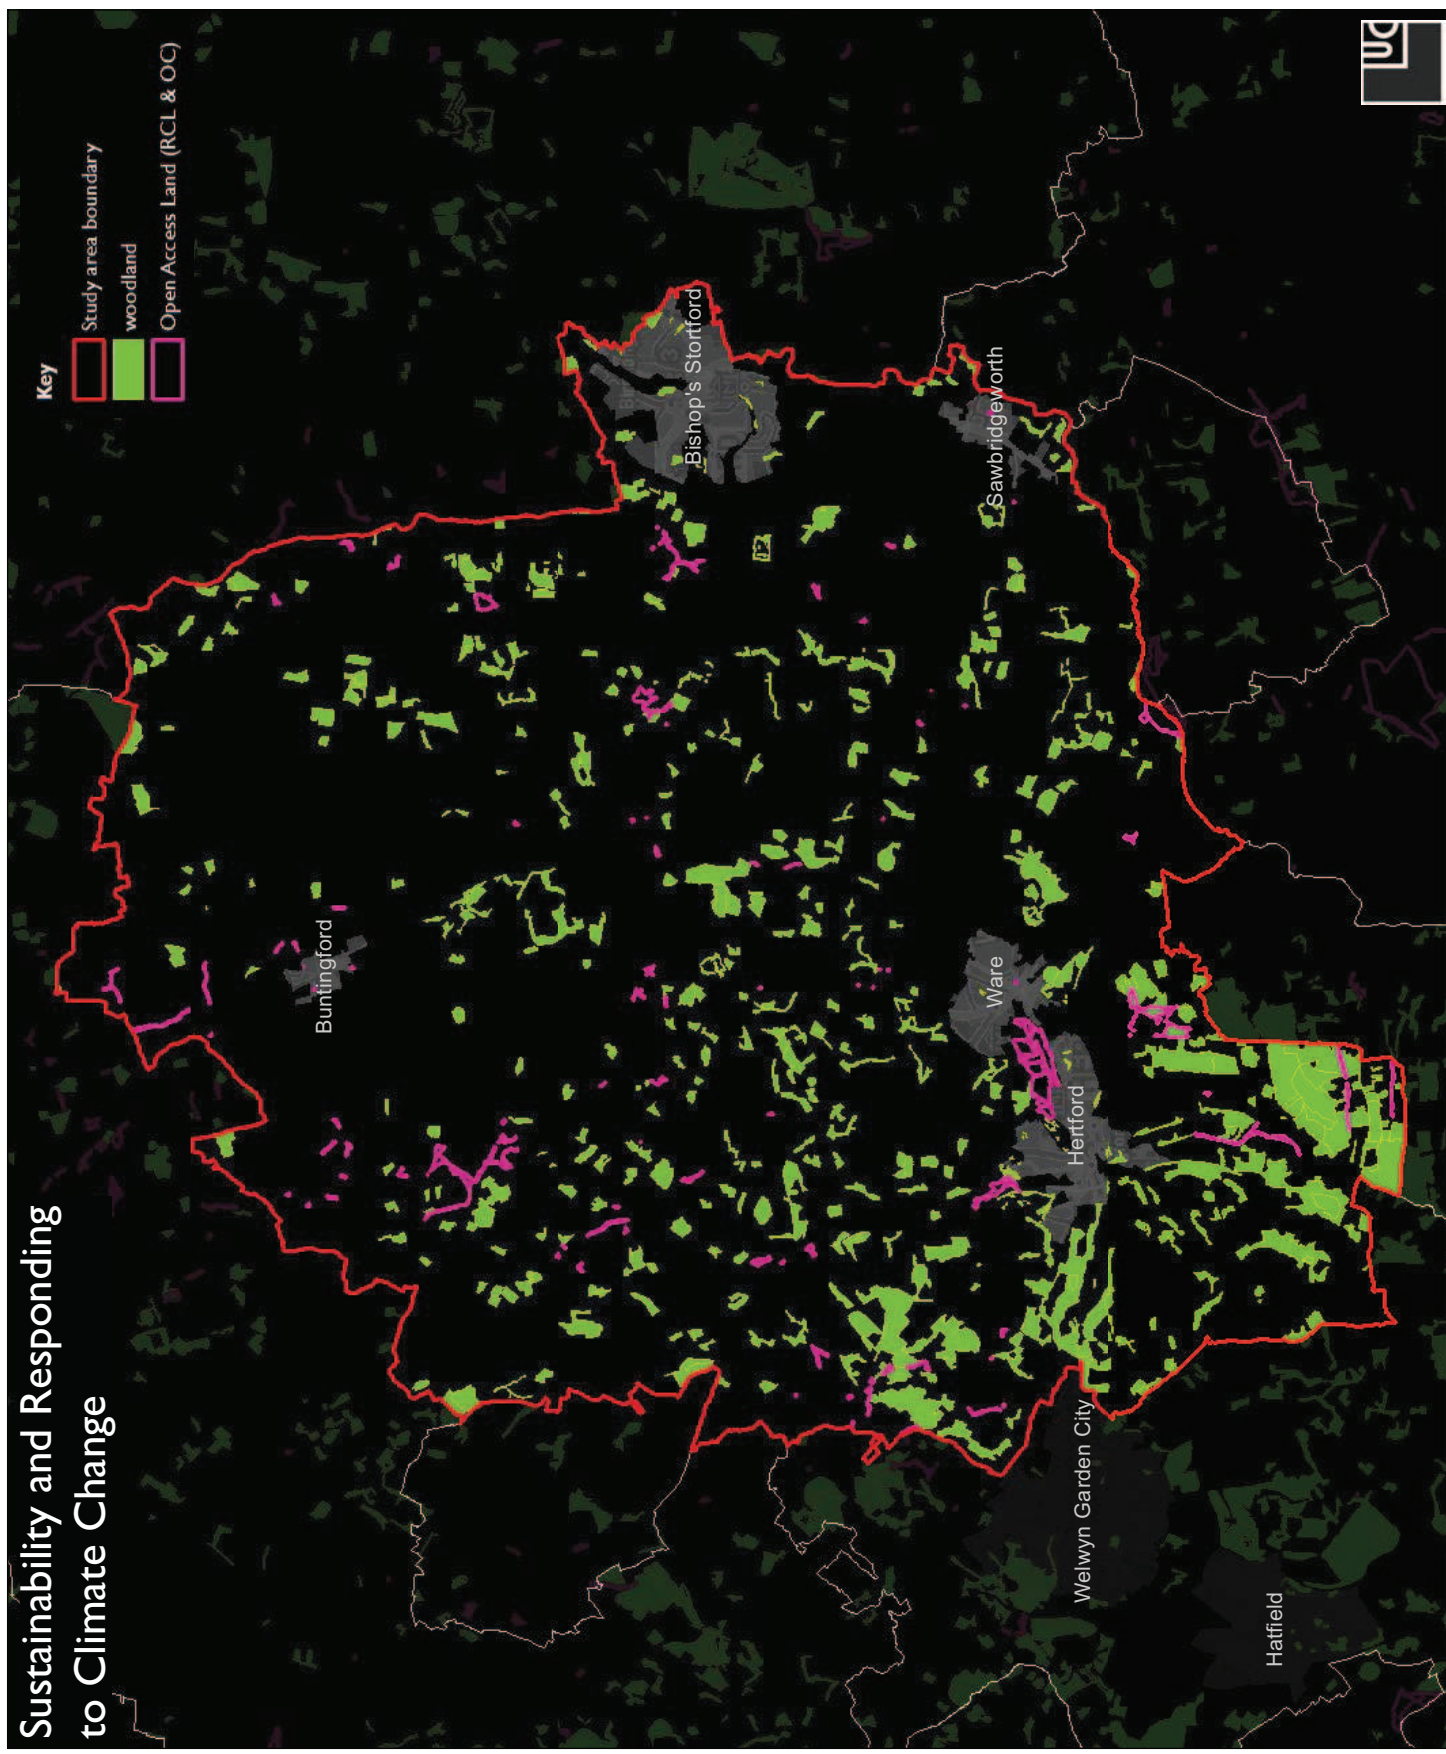 Sustainability and Responding
to Climate Change
Key
Study area boundary
woodland
Open Access Land (RCL & OC)
Buntingford
Bishop's Stortford
Sawbridgeworth
Ware
Hertford
Welwyn Garden City
Hatfield